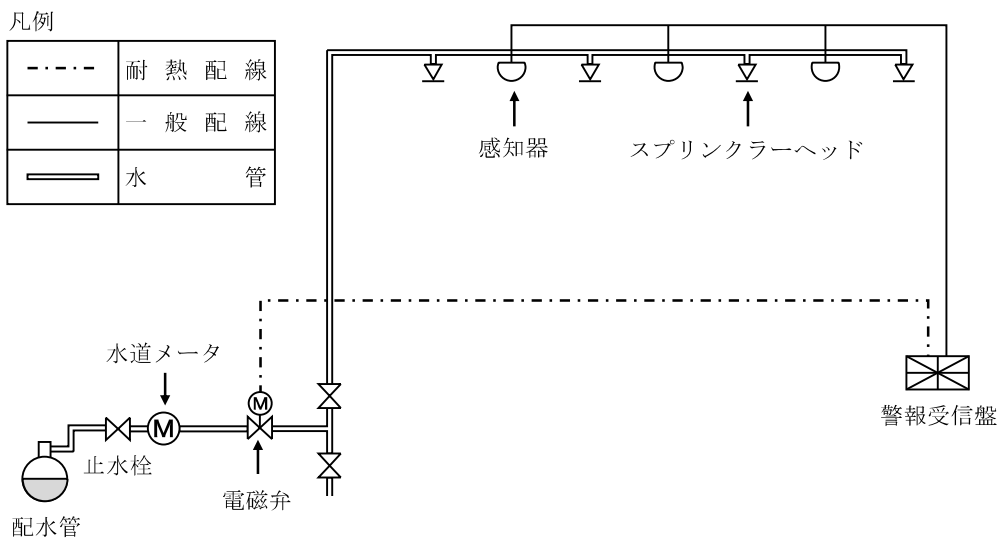 凡例
耐熱配線
一般配線
水管
感知器
スプリンクラーヘッド
水道メータ
M
M
警報受信盤
止水栓
電磁弁
配水管